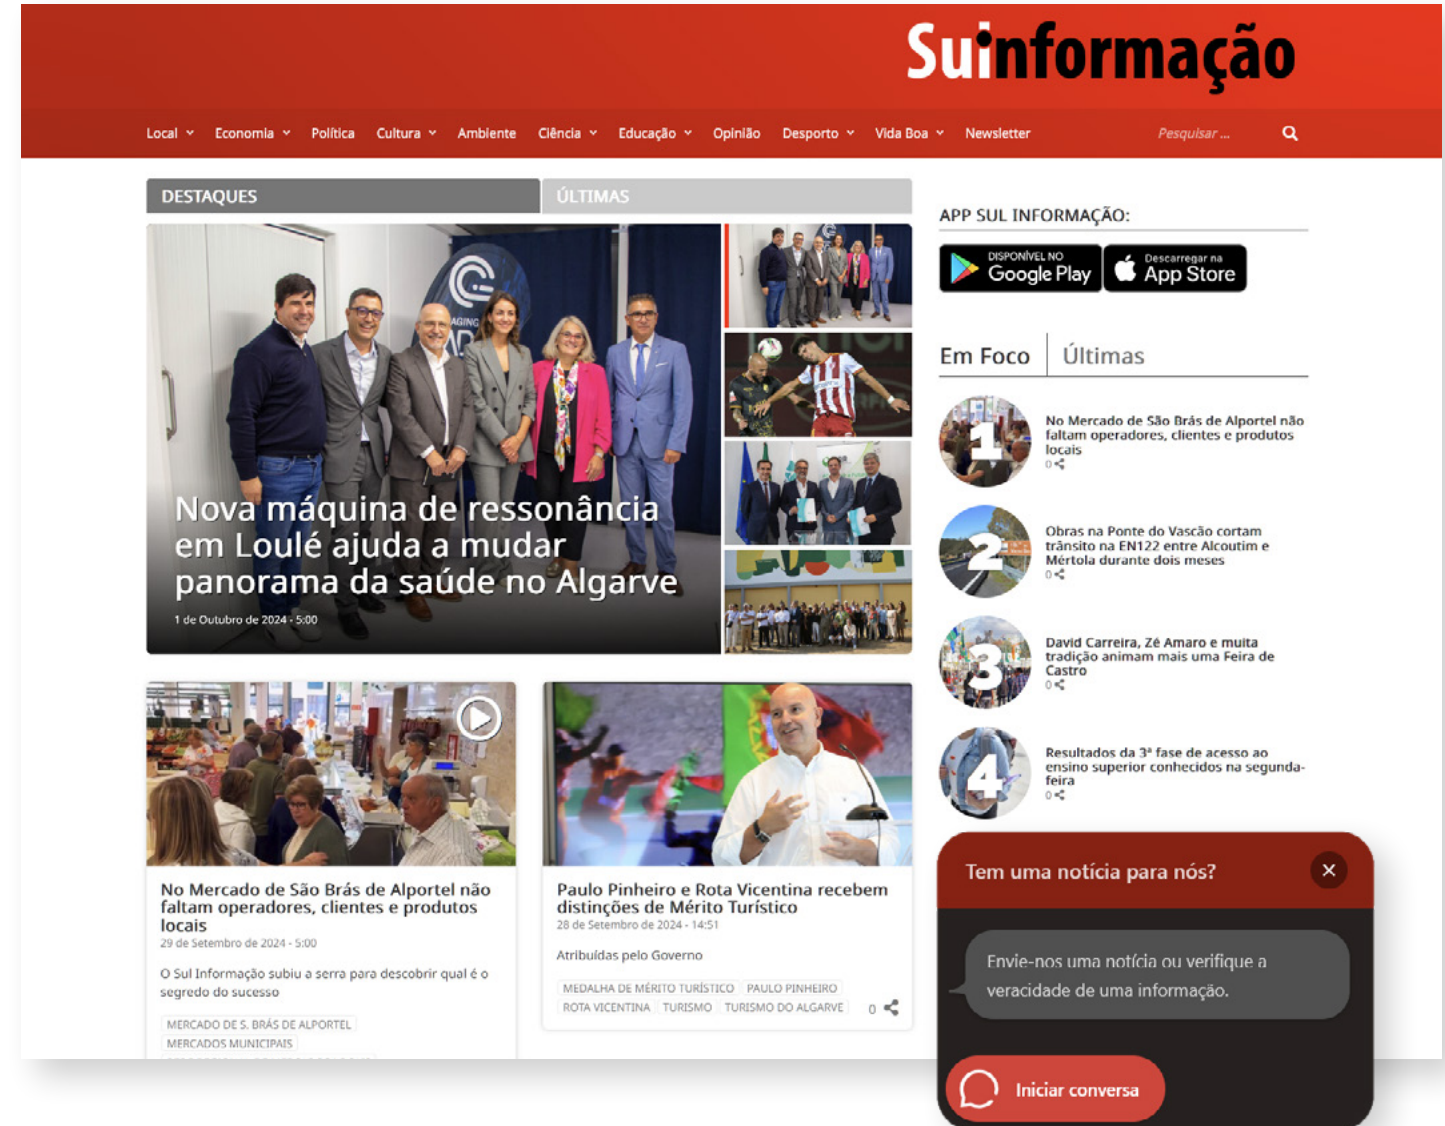 Suinformação
Local Economia Política Cultura Ambiente Ciência Educação Opinião Desporto Vida Boa Newsletter Pesquisar ...
DESTAQUES ÚLTIMAS
Nova máquina de ressonância
em Loulé ajuda a mudar
panorama da saúde no Algarve
1 de Outubro de 2024 - 5:00
No Mercado de São Brás de Alportel não
faltam operadores, clientes e produtos
locais
29 de Setembro de 2024 - 5:00
O Sul Informação subiu a serra para descobrir qual é o
segredo do sucesso
MERCADO DE S. BRÁS DE ALPORTEL
MERCADOS MUNICIPAIS
Paulo Pinheiro e Rota Vicentina recebem
distinções de Mérito Turístico
28 de Setembro de 2024 - 14:51
Atribuídas pelo Governo
MEDALHA DE MÉRITO TURÍSTICO PAULO PINHEIRO
ROTA VICENTINA TURISMO TURISMO DO ALGARVE 0
APP SUL INFORMAÇÃO:
DISPONÍVEL NO
Google Play
Descarregar na
App Store
Em Foco Últimas
1
No Mercado de São Brás de Alportel não
faltam operadores, clientes e produtos
locais
0
2
Obras na Ponte do Vascão cortam
trânsito na EN122 entre Alcoutim e
Mértola durante dois meses
0
3
David Carreira, Zé Amaro e muita
tradição animam mais uma Feira de
Castro
0
4
Resultados da 3ª fase de acesso ao
ensino superior conhecidos na segunda-
feira
0
Tem uma notícia para nós?
Envie-nos uma notícia ou verifique a
veracidade de uma informação.
Iniciar conversa